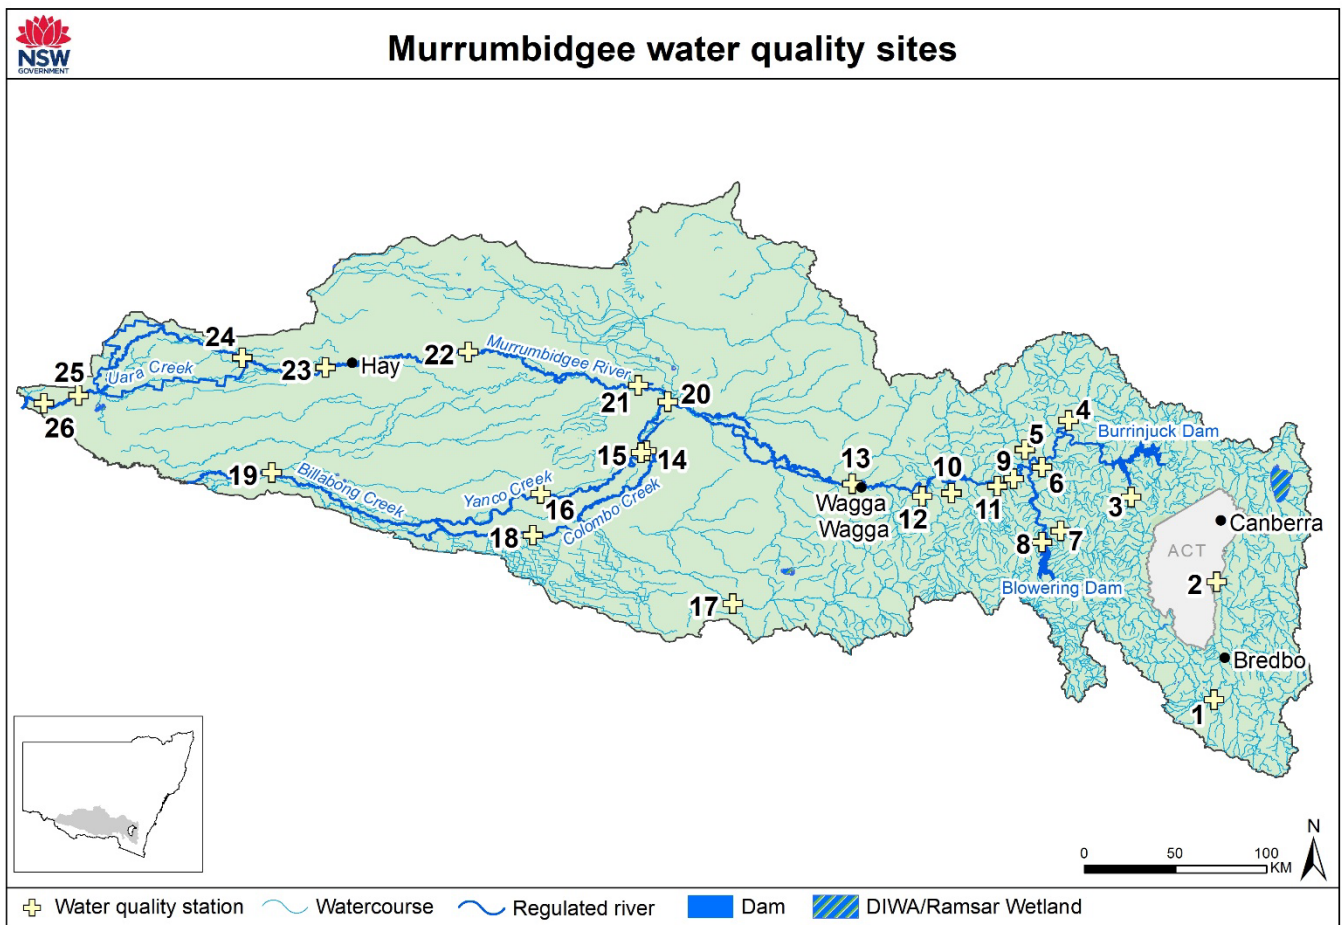 NSW
GOVERNMENT
Murrumbidgee water quality sites
24
Uara Creek
25
26
23
Hay
22
Murrumbidgee River
21
20
15
14
19
Billabong Creek
Yanco Creek
16
Colombo Creek
18
17
13
Wagga
Wagga
12
10
11
9
5
4
6
Burrinjuck Dam
3
8
7
Blowering Dam
Canberra
ACT
2
Bredbo
1
N
0 50 100
KM
Water quality station
Watercourse
Regulated river
Dam
DIWA/Ramsar Wetland